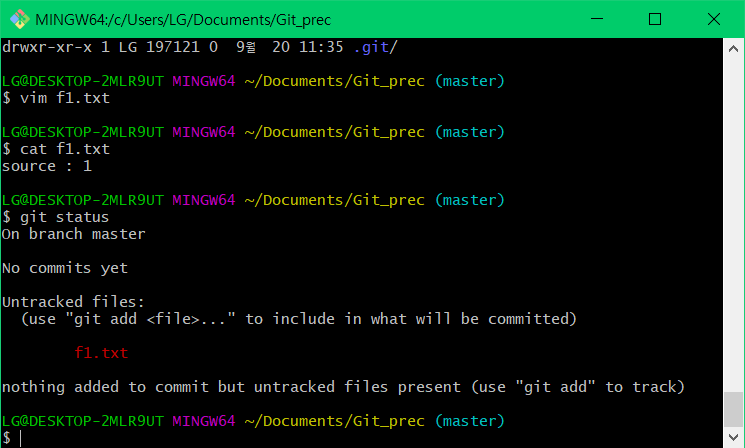 MINGW64:/c/Users/LG/Documents/Git_prec
drwxr-xr-x 1 LG 197121 0  9월  20 11:35 .git/
LG@DESKTOP-2MLR9UT MINGW64 ~/Documents/Git_prec (master)
$ vim f1.txt
LG@DESKTOP-2MLR9UT MINGW64 ~/Documents/Git_prec (master)
$ cat f1.txt
source : 1
LG@DESKTOP-2MLR9UT MINGW64 ~/Documents/Git_prec (master)
$ git status
On branch master
No commits yet
Untracked files:
  (use "git add <file>..." to include in what will be committed)
        f1.txt
nothing added to commit but untracked files present (use "git add" to track)
LG@DESKTOP-2MLR9UT MINGW64 ~/Documents/Git_prec (master)
$